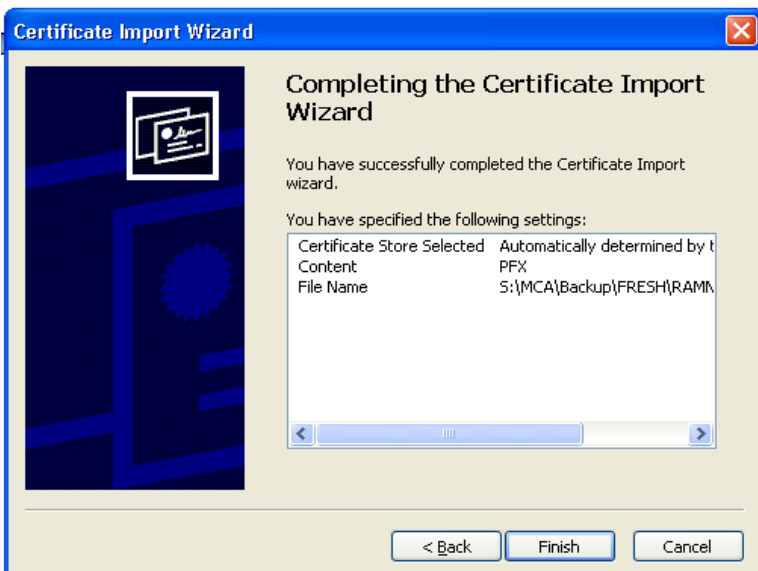 Certificate Import Wizard
Completing the Certificate Import
Wizard
You have successfully completed the Certificate Import
wizard.
You have specified the following settings:
Certificate Store Selected Automatically determined by t
Content PFX
File Name S:\MCA\Backup\FRESH\RAMN
< Back Finish Cancel